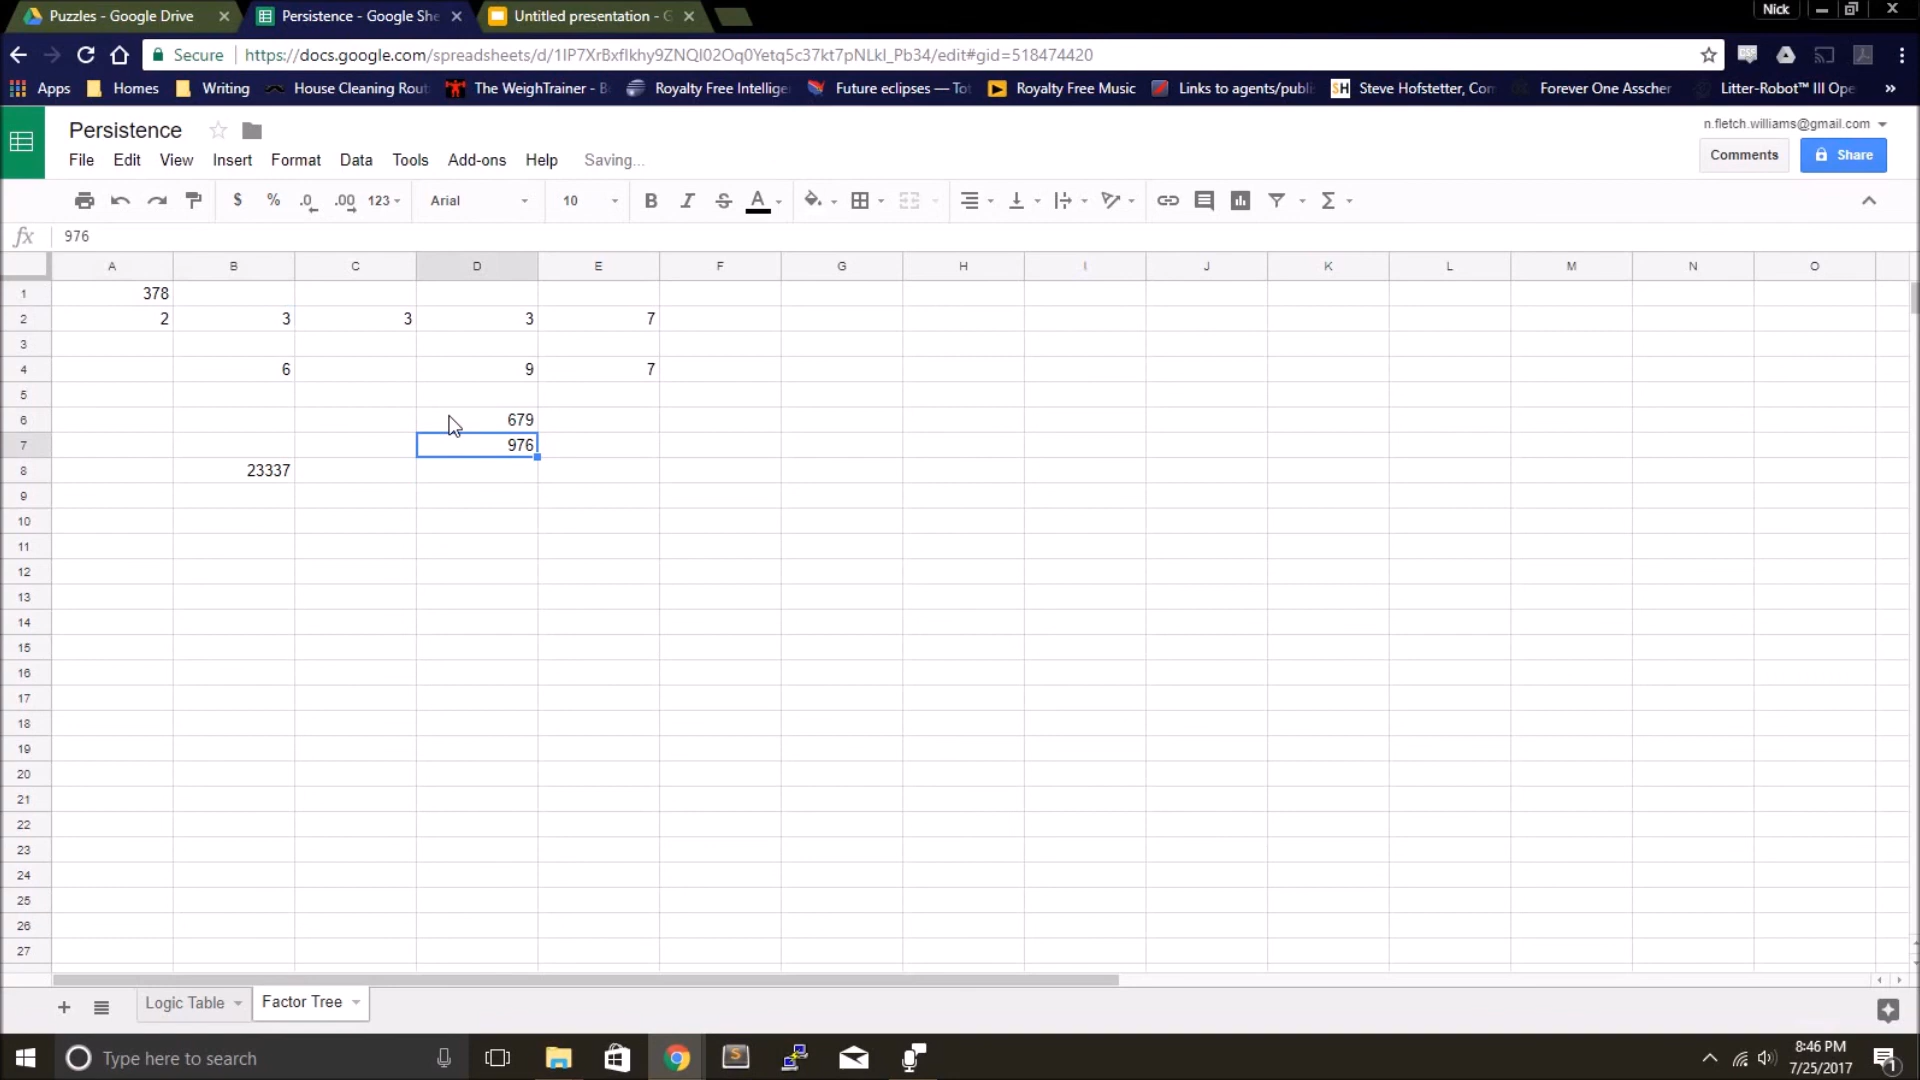 Puzzles - Google Drive
Persistence - Google She
Untitled presentation - G
Nick
Secure
https://docs.google.com/spreadsheets/d/1IP7XrBxfIkhy9ZNQI02Oq0Yetq5c37kt7pNLkI_Pb34/edit#gid=518474420
Apps Homes Writing House Cleaning Rout The WeighTrainer - B Royalty Free Intellige Future eclipses — Tot Royalty Free Music Links to agents/publi SH Steve Hofstetter, Com Forever One Asscher Litter-Robot™ III Ope »
Persistence
n.fletch.williams@gmail.com
File Edit View Insert Format Data Tools Add-ons Help Saving...
Comments
Share
$ % .0 .00 123 Arial 10 B I S A Σ
fx 976
A B C D E F G H I J K L M N O
1 378
2 2 3 3 3 7
3
4 6 9 7
5
6 679
7 976
8 23337
9
10
11
12
13
14
15
16
17
18
19
20
21
22
23
24
25
26
27
+ Logic Table Factor Tree
Type here to search
S
8:46 PM
7/25/2017
1